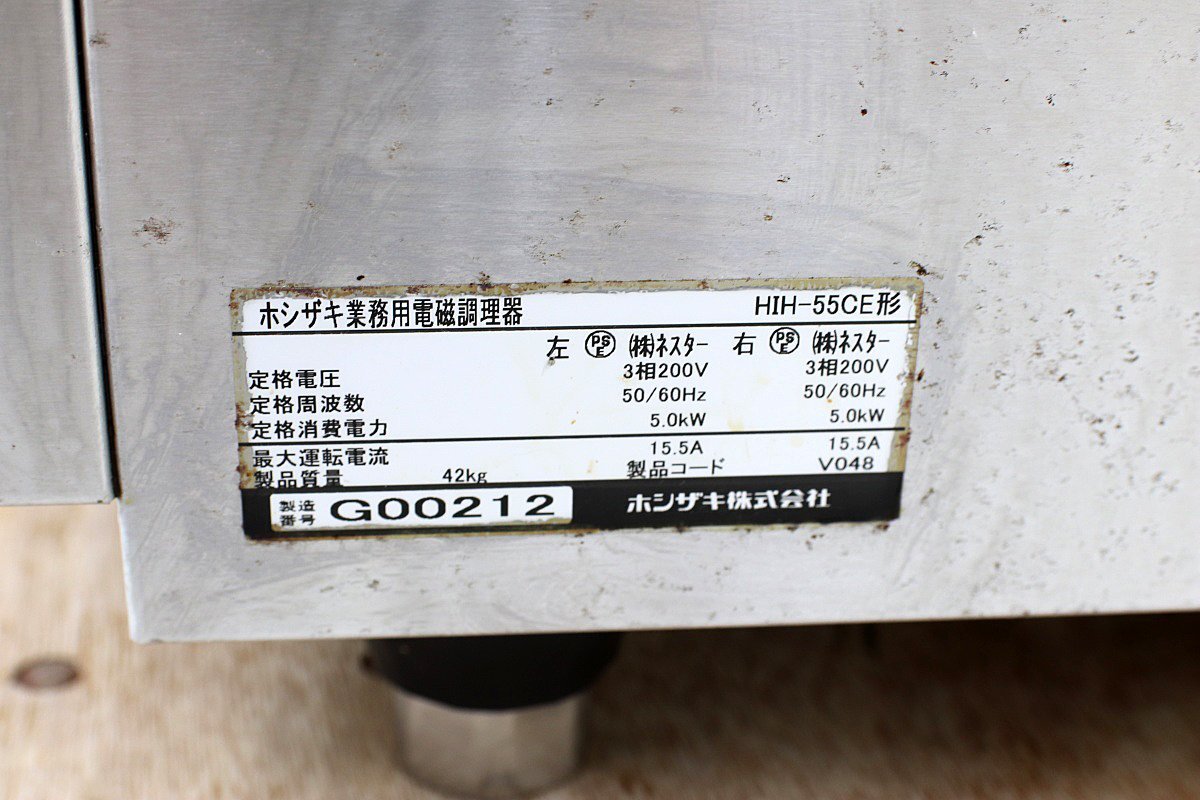 ホシザキ業務用電磁調理器 HIH-55CE形
左 PSE ㈱ネスター 右 PSE ㈱ネスター
定格電圧 3相200V 3相200V
定格周波数 50/60Hz 50/60Hz
定格消費電力 5.0kW 5.0kW
最大運転電流 15.5A 15.5A
製品質量 42kg 製品コード V048
製造番号 G00212 ホシザキ株式会社